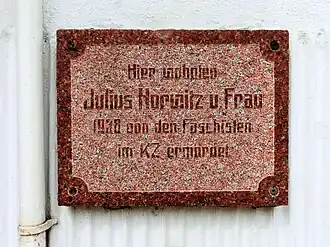 Hier wohnten
Julius Horwitz u. Frau
1938 von den Faschisten
im KZ ermordet